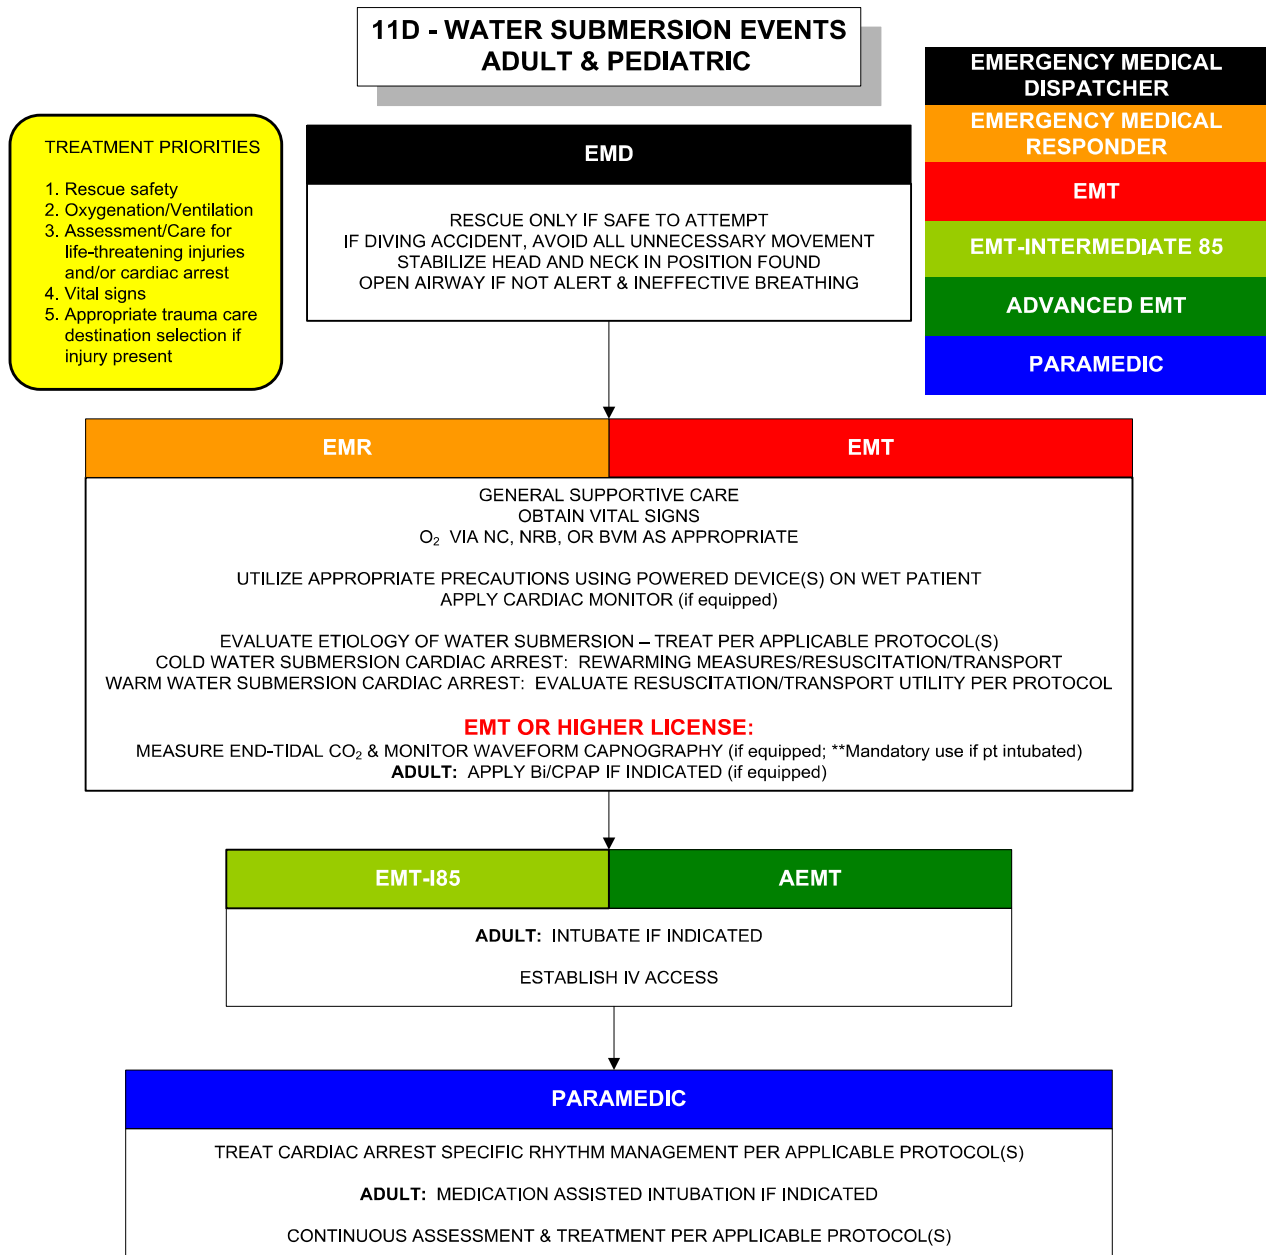 11D - WATER SUBMERSION EVENTS
ADULT & PEDIATRIC
EMERGENCY MEDICAL
DISPATCHER
EMERGENCY MEDICAL
RESPONDER
EMT
EMT-INTERMEDIATE 85
ADVANCED EMT
PARAMEDIC
TREATMENT PRIORITIES
1. Rescue safety
2. Oxygenation/Ventilation
3. Assessment/Care for
life-threatening injuries
and/or cardiac arrest
4. Vital signs
5. Appropriate trauma care
destination selection if
injury present
EMD
RESCUE ONLY IF SAFE TO ATTEMPT
IF DIVING ACCIDENT, AVOID ALL UNNECESSARY MOVEMENT
STABILIZE HEAD AND NECK IN POSITION FOUND
OPEN AIRWAY IF NOT ALERT & INEFFECTIVE BREATHING
EMR
EMT
GENERAL SUPPORTIVE CARE
OBTAIN VITAL SIGNS
O₂ VIA NC, NRB, OR BVM AS APPROPRIATE
UTILIZE APPROPRIATE PRECAUTIONS USING POWERED DEVICE(S) ON WET PATIENT
APPLY CARDIAC MONITOR (if equipped)
EVALUATE ETIOLOGY OF WATER SUBMERSION – TREAT PER APPLICABLE PROTOCOL(S)
COLD WATER SUBMERSION CARDIAC ARREST: REWARMING MEASURES/RESUSCITATION/TRANSPORT
WARM WATER SUBMERSION CARDIAC ARREST: EVALUATE RESUSCITATION/TRANSPORT UTILITY PER PROTOCOL
EMT OR HIGHER LICENSE:
MEASURE END-TIDAL CO₂ & MONITOR WAVEFORM CAPNOGRAPHY (if equipped; **Mandatory use if pt intubated)
ADULT: APPLY Bi/CPAP IF INDICATED (if equipped)
EMT-I85
AEMT
ADULT: INTUBATE IF INDICATED
ESTABLISH IV ACCESS
PARAMEDIC
TREAT CARDIAC ARREST SPECIFIC RHYTHM MANAGEMENT PER APPLICABLE PROTOCOL(S)
ADULT: MEDICATION ASSISTED INTUBATION IF INDICATED
CONTINUOUS ASSESSMENT & TREATMENT PER APPLICABLE PROTOCOL(S)